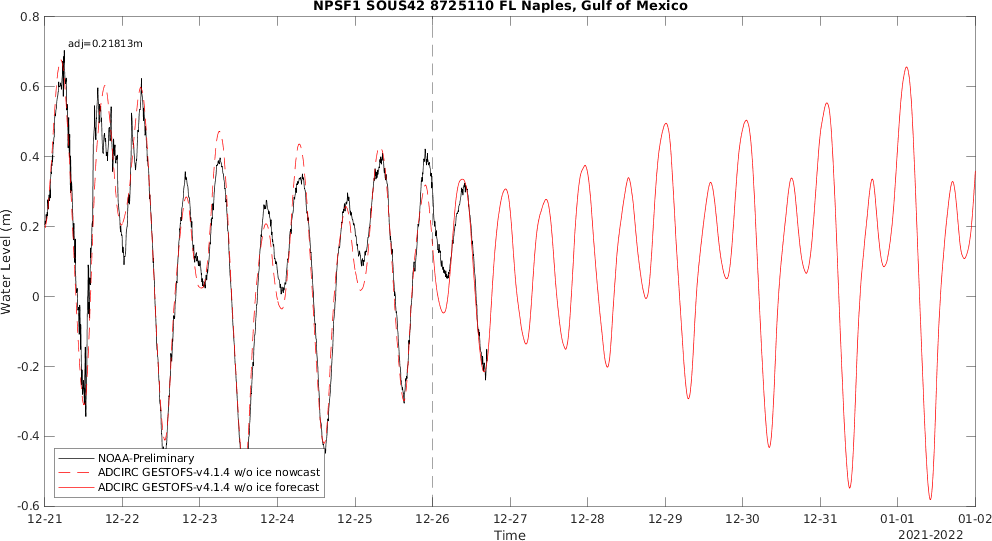 NPSF1 SOUS42 8725110 FL Naples, Gulf of Mexico
adj=0.21813m
0.8
0.6
0.4
0.2
0
-0.2
-0.4
-0.6
Water Level (m)
NOAA-Preliminary
ADCIRC GESTOFS-v4.1.4 w/o ice nowcast
ADCIRC GESTOFS-v4.1.4 w/o ice forecast
12-21 12-22 12-23 12-24 12-25 12-26 12-27 12-28 12-29 12-30 12-31 01-01 01-02
Time
2021-2022